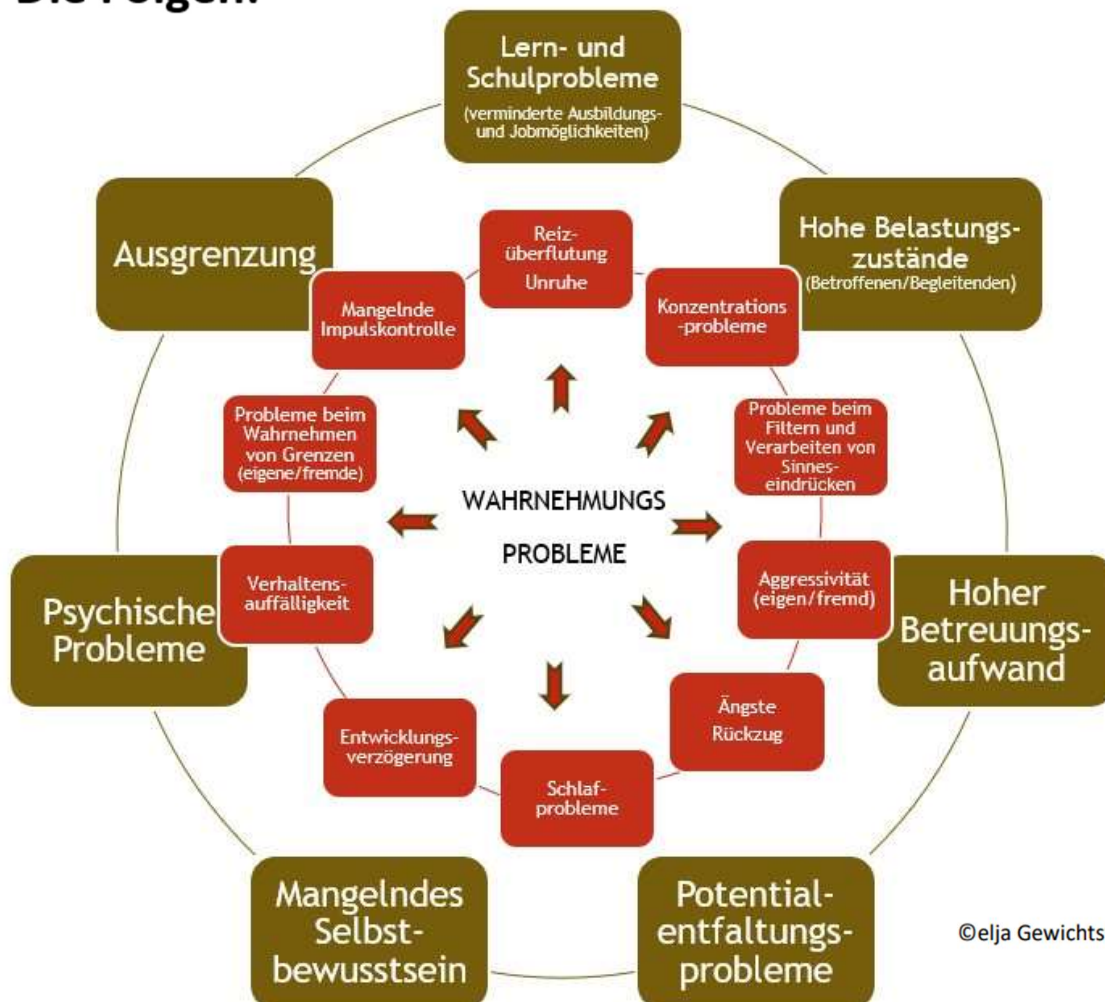 Die Folgen:
Lern- und
Schulprobleme
(verminderte Ausbildungs-
und Jobmöglichkeiten)
Hohe Belastungs-
zustände
(Betroffenen/Begleitenden)
Hoher
Betreuungs-
aufwand
Potential-
entfaltungs-
probleme
Mangelndes
Selbst-
bewusstsein
Psychische
Probleme
Ausgrenzung
Reiz-
überflutung
Unruhe
Konzentrations
-probleme
Probleme beim
Filtern und
Verarbeiten von
Sinnes-
eindrücken
Aggressivität
(eigen/fremd)
Ängste
Rückzug
Schlaf-
probleme
Entwicklungs-
verzögerung
Verhaltens-
auffälligkeit
Probleme beim
Wahrnehmen
von Grenzen
(eigene/fremde)
Mangelnde
Impulskontrolle
WAHRNEHMUNGS
PROBLEME
©elja Gewichts